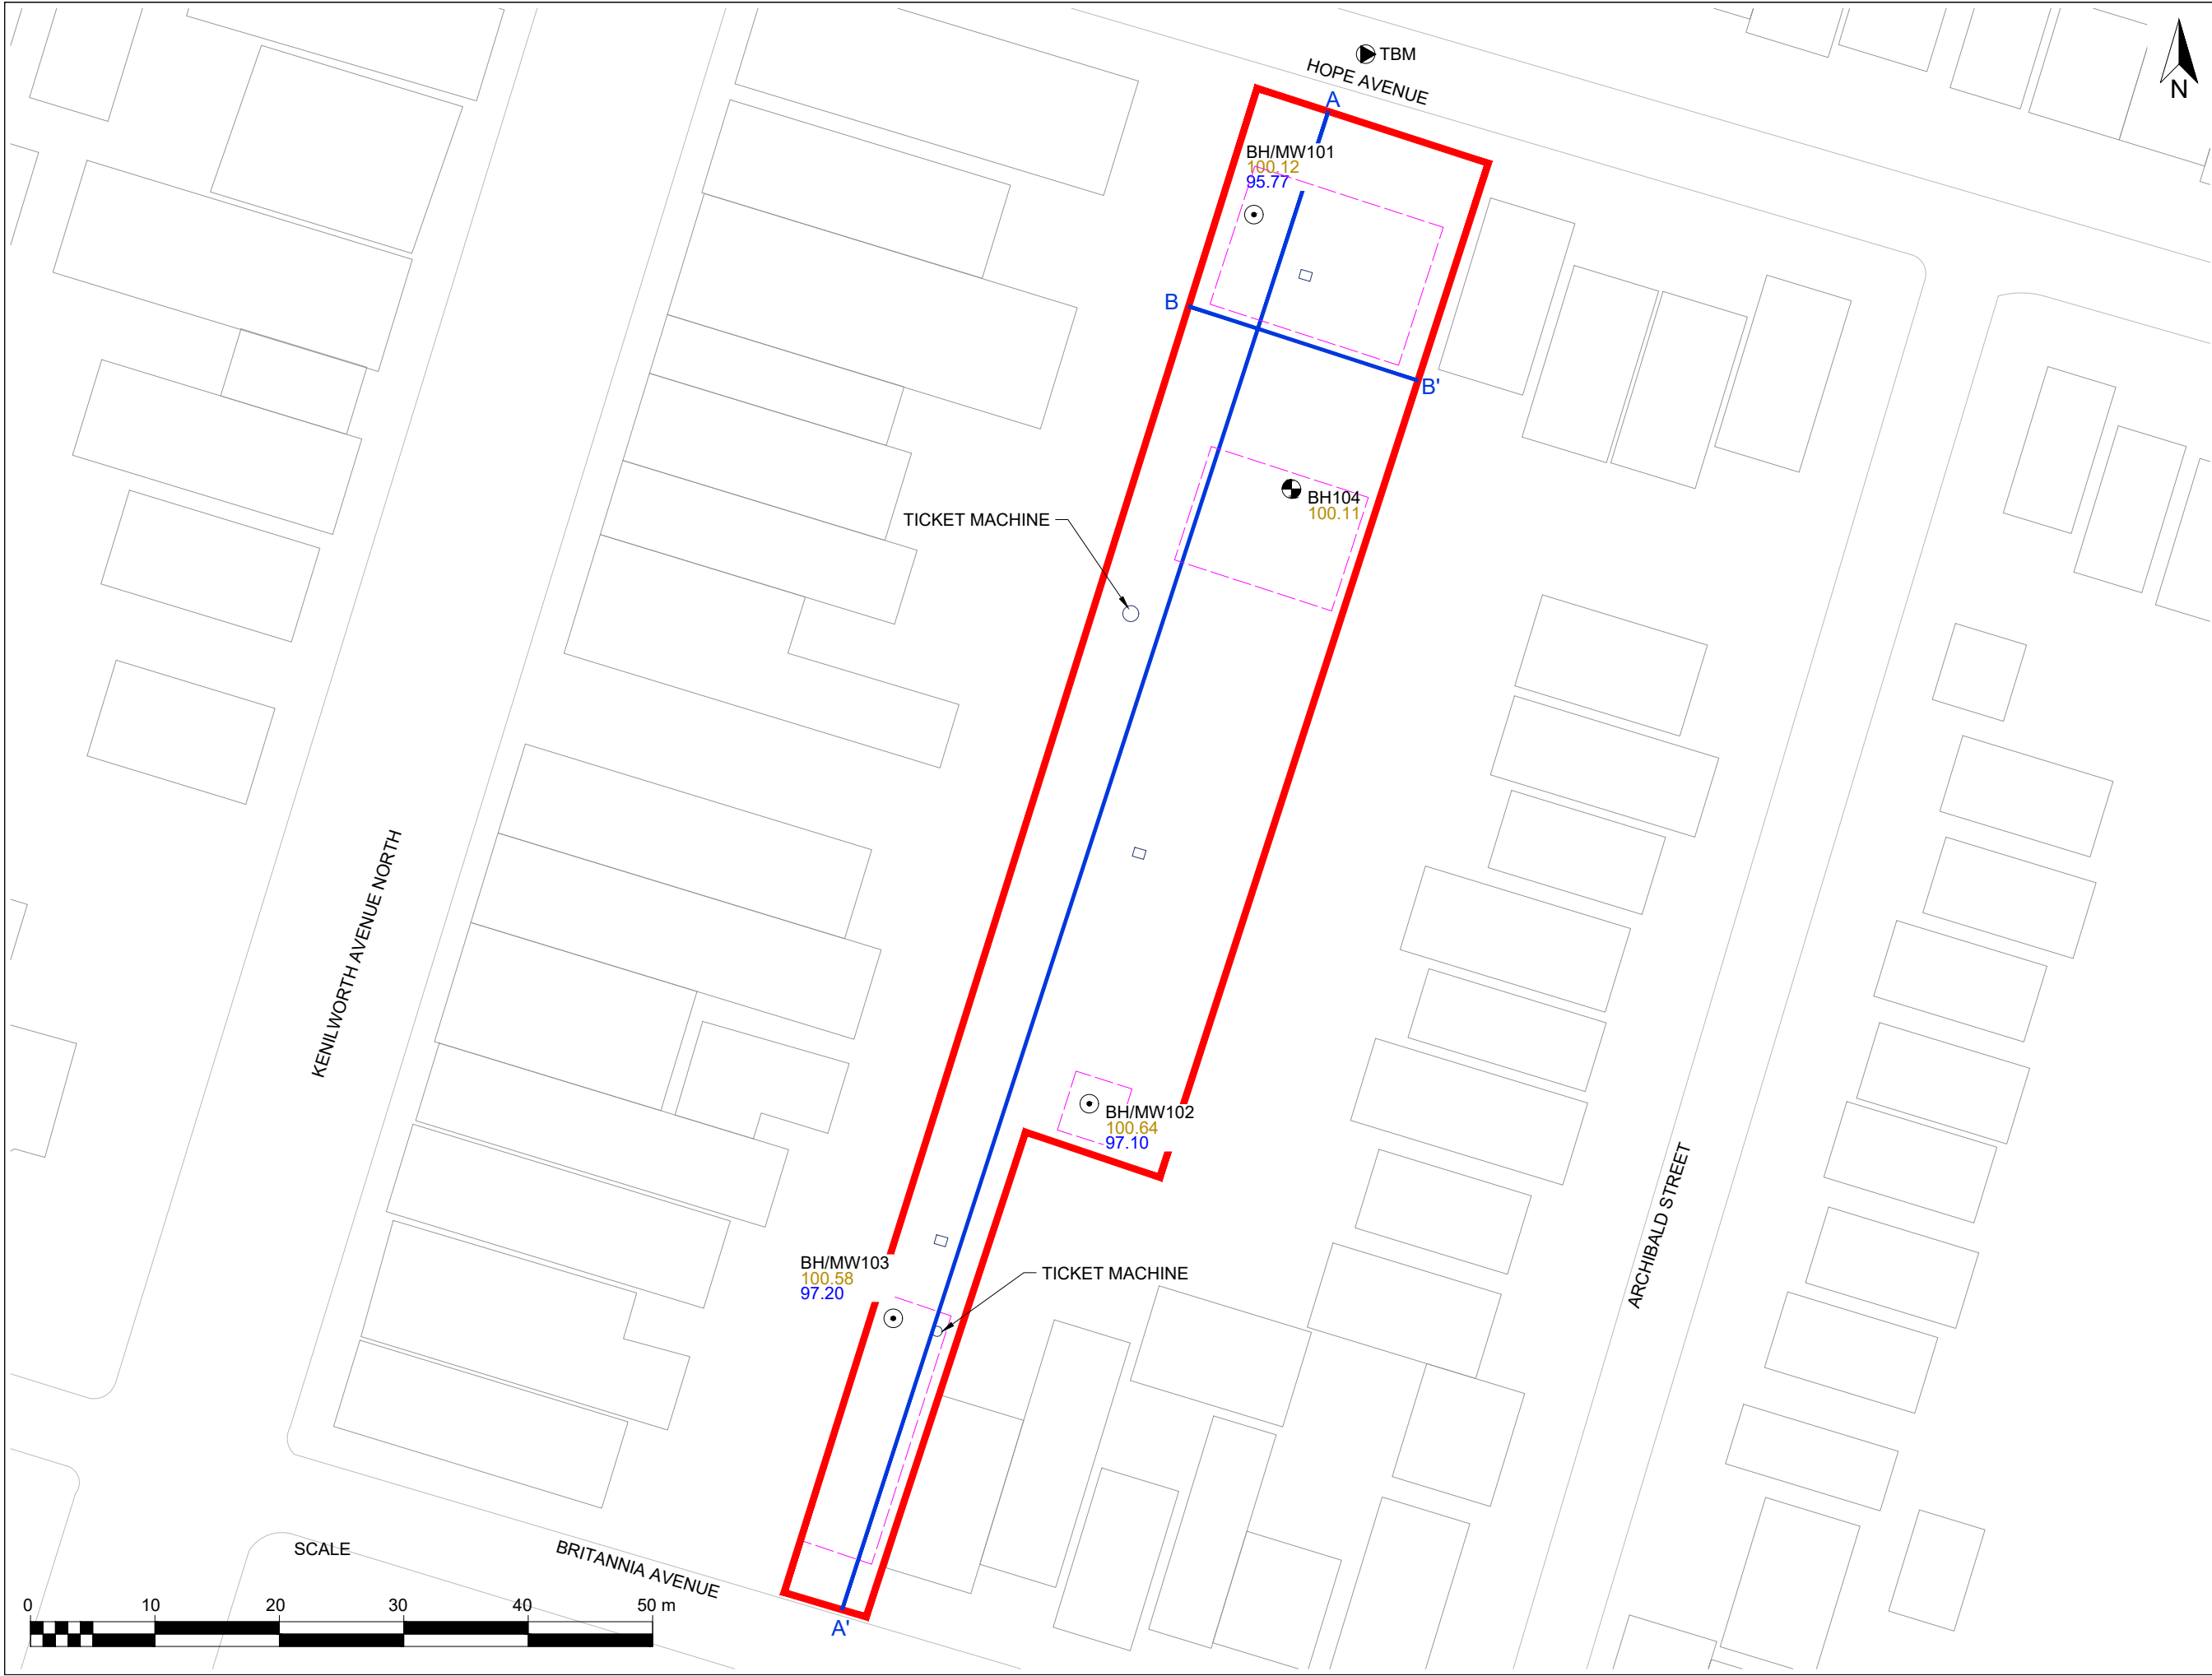 TBM
N
HOPE AVENUE
A
BH/MW101
100.12
95.77
B
B'
BH104
100.11
TICKET MACHINE
KENILWORTH AVENUE NORTH
BH/MW102
100.64
97.10
ARCHIBALD STREET
BH/MW103
100.58
97.20
TICKET MACHINE
SCALE
BRITANNIA AVENUE
0 10 20 30 40 50 m
A'